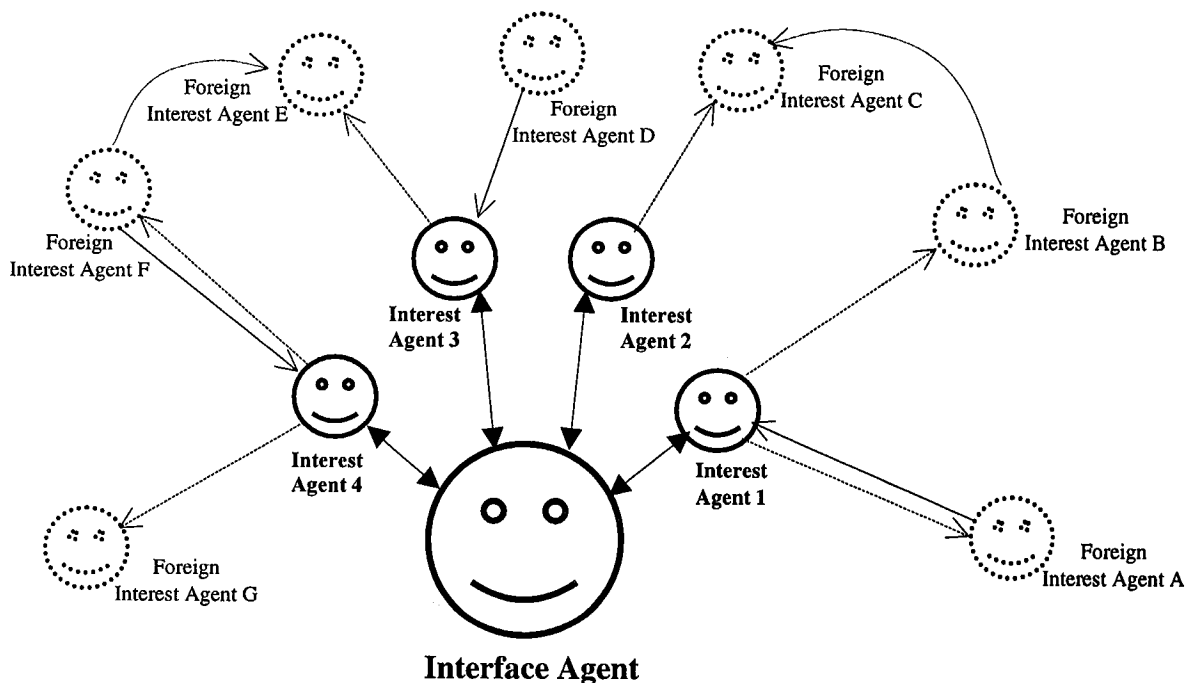 Foreign
Interest Agent E
Foreign
Interest Agent D
Foreign
Interest Agent C
Foreign
Interest Agent B
Foreign
Interest Agent F
Interest
Agent 3
Interest
Agent 2
Interest
Agent 4
Interest
Agent 1
Foreign
Interest Agent G
Foreign
Interest Agent A
Interface Agent